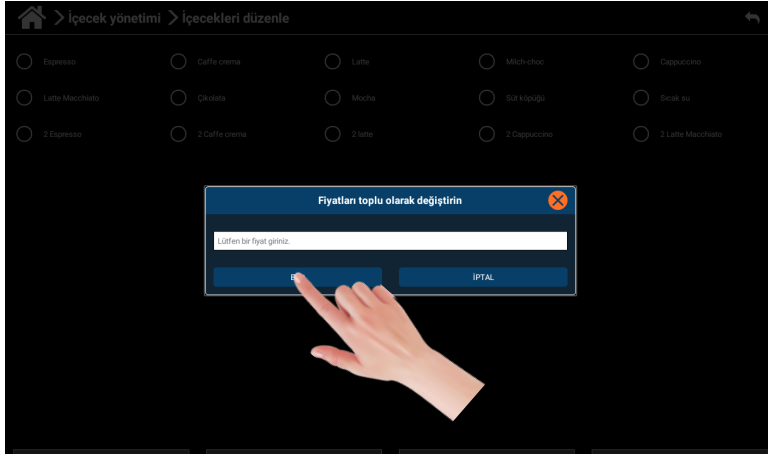 İçecek yönetimi İçecekleri düzenle
Espresso Caffe crema Latte Milch-choc Cappuccino
Latte Macchiato Çikolata Mocha Süt köpüğü Sıcak su
2 Espresso 2 Caffe crema 2 latte 2 Cappuccino 2 Latte Macchiato
Fiyatları toplu olarak değiştirin
Lütfen bir fiyat giriniz.
İPTAL